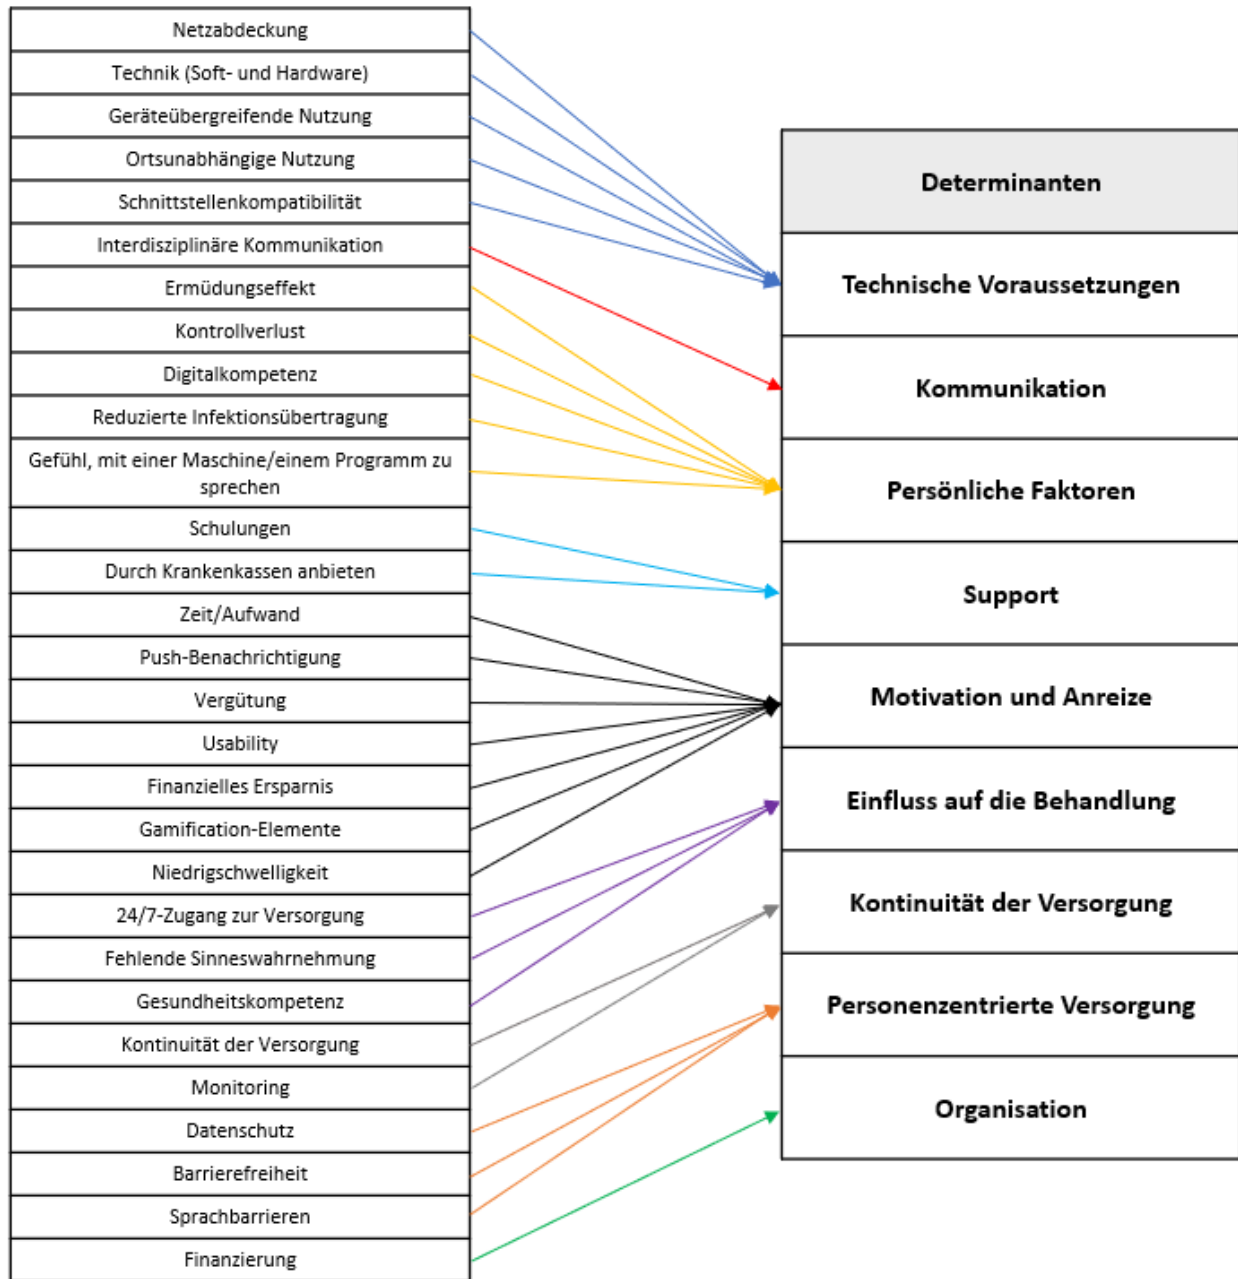 Netzabdeckung
Technik (Soft- und Hardware)
Geräteübergreifende Nutzung
Ortsunabhängige Nutzung
Schnittstellenkompatibilität
Interdisziplinäre Kommunikation
Ermüdungseffekt
Kontrollverlust
Digitalkompetenz
Reduzierte Infektionsübertragung
Gefühl, mit einer Maschine/einem Programm zu
sprechen
Schulungen
Durch Krankenkassen anbieten
Zeit/Aufwand
Push-Benachrichtigung
Vergütung
Usability
Finanzielles Ersparnis
Gamification-Elemente
Niedrigschwelligkeit
24/7-Zugang zur Versorgung
Fehlende Sinneswahrnehmung
Gesundheitskompetenz
Kontinuität der Versorgung
Monitoring
Datenschutz
Barrierefreiheit
Sprachbarrieren
Finanzierung
Determinanten
Technische Voraussetzungen
Kommunikation
Persönliche Faktoren
Support
Motivation und Anreize
Einfluss auf die Behandlung
Kontinuität der Versorgung
Personenzentrierte Versorgung
Organisation